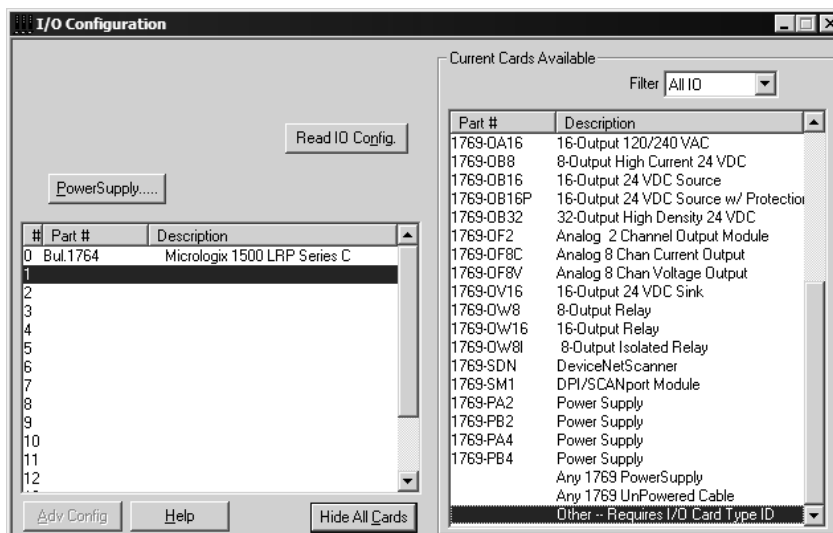 I/O Configuration
Current Cards Available
Filter All IO
Read IO Config.
PowerSupply.....
# Part # Description
0 Bul.1764 Micrologix 1500 LRP Series C
1
2
3
4
5
6
7
8
9
10
11
12
Adv Config Help Hide All Cards
Part # Description
1769-OA16 16-Output 120/240 VAC
1769-OB8 8-Output High Current 24 VDC
1769-OB16 16-Output 24 VDC Source
1769-OB16P 16-Output 24 VDC Source w/ Protection
1769-OB32 32-Output High Density 24 VDC
1769-OF2 Analog 2 Channel Output Module
1769-OF8C Analog 8 Chan Current Output
1769-OF8V Analog 8 Chan Voltage Output
1769-OV16 16-Output 24 VDC Sink
1769-OW8 8-Output Relay
1769-OW16 16-Output Relay
1769-OW8I 8-Output Isolated Relay
1769-SDN DeviceNetScanner
1769-SM1 DPI/SCANport Module
1769-PA2 Power Supply
1769-PB2 Power Supply
1769-PA4 Power Supply
1769-PB4 Power Supply
Any 1769 PowerSupply
Any 1769 UnPowered Cable
Other -- Requires I/O Card Type ID